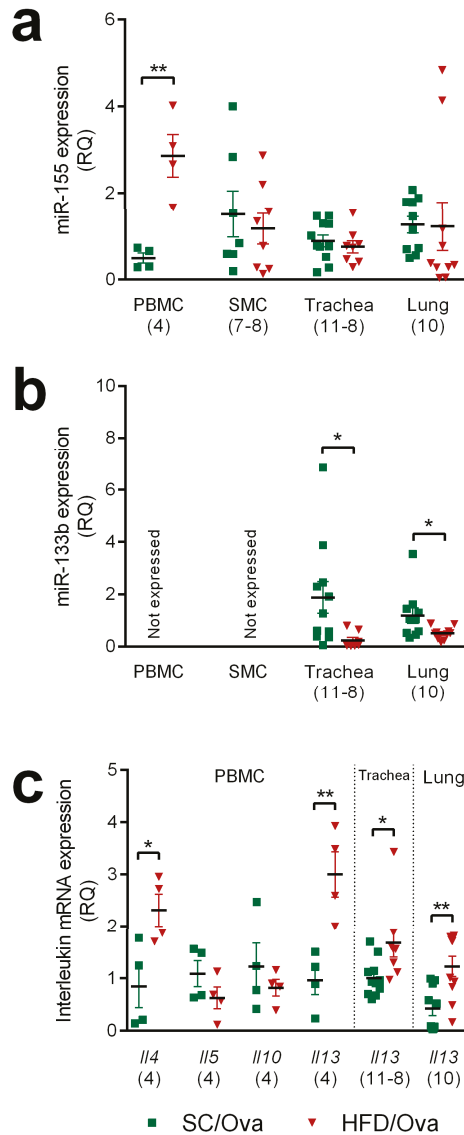 a
miR-155 expression
(RQ)
6
4
2
0
**
PBMC SMC Trachea Lung
(4) (7-8) (11-8) (10)
b
miR-133b expression
(RQ)
10
8
6
4
2
0
Not expressed
Not expressed
*
*
PBMC SMC Trachea Lung
(11-8) (10)
c
Interleukin mRNA expression
(RQ)
5
4
3
2
1
0
PBMC Trachea Lung
*
**
*
**
Il4 Il5 Il10 Il13 Il13 Il13
(4) (4) (4) (4) (11-8) (10)
SC/Ova HFD/Ova